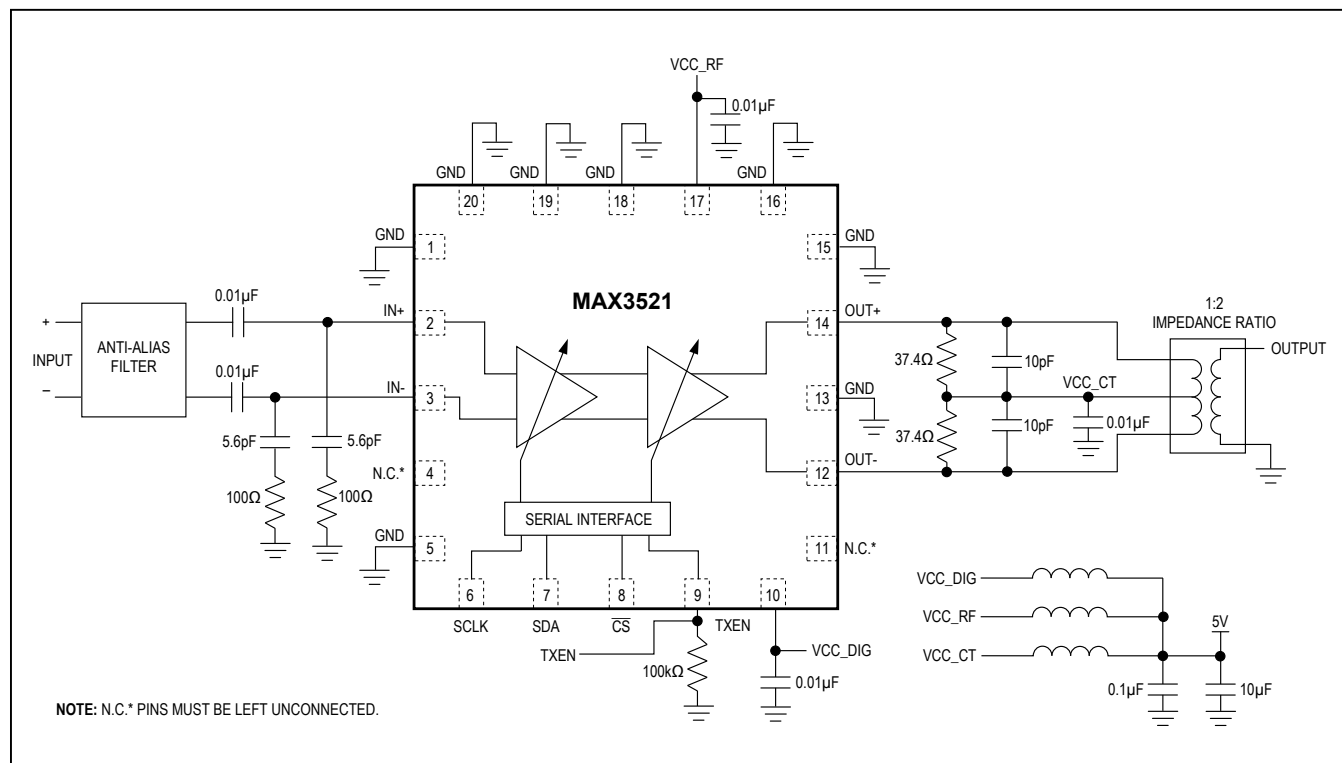 VCC_RF
0.01µF
GND
GND
GND
GND
20
19
18
17
16
GND
1
15
GND
MAX3521
0.01µF
IN+
2
14
OUT+
1:2
IMPEDANCE RATIO
OUTPUT
+
INPUT
−
ANTI-ALIAS
FILTER
37.4Ω
10pF
0.01µF
IN-
3
13
GND
VCC_CT
0.01µF
5.6pF
5.6pF
37.4Ω
10pF
N.C.*
4
12
OUT-
100Ω
100Ω
SERIAL INTERFACE
GND
5
11
N.C.*
6
7
8
9
10
SCLK
SDA
CS
TXEN
TXEN
100kΩ
VCC_DIG
0.01µF
VCC_DIG
VCC_RF
VCC_CT
5V
0.1µF
10µF
NOTE: N.C.* PINS MUST BE LEFT UNCONNECTED.